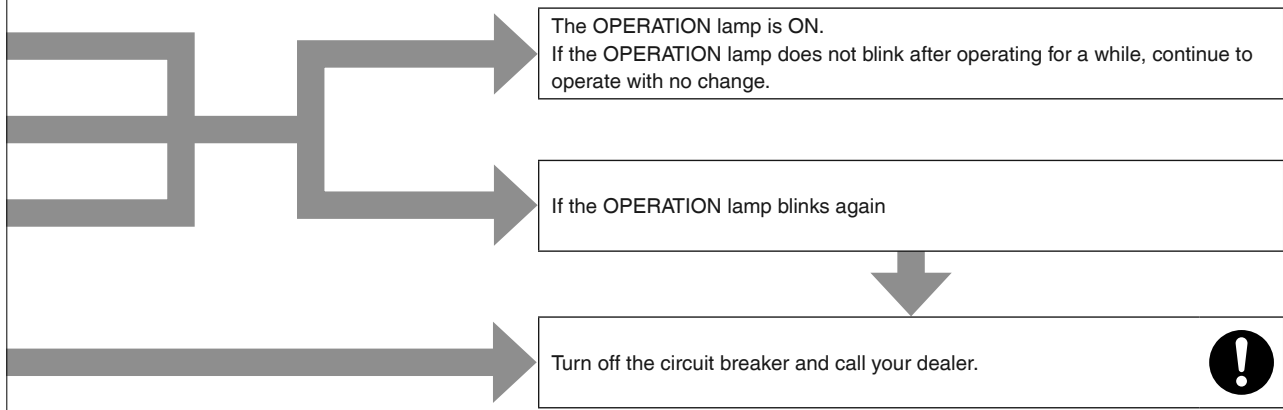 The OPERATION lamp is ON.
If the OPERATION lamp does not blink after operating for a while, continue to
operate with no change.
If the OPERATION lamp blinks again
Turn off the circuit breaker and call your dealer.